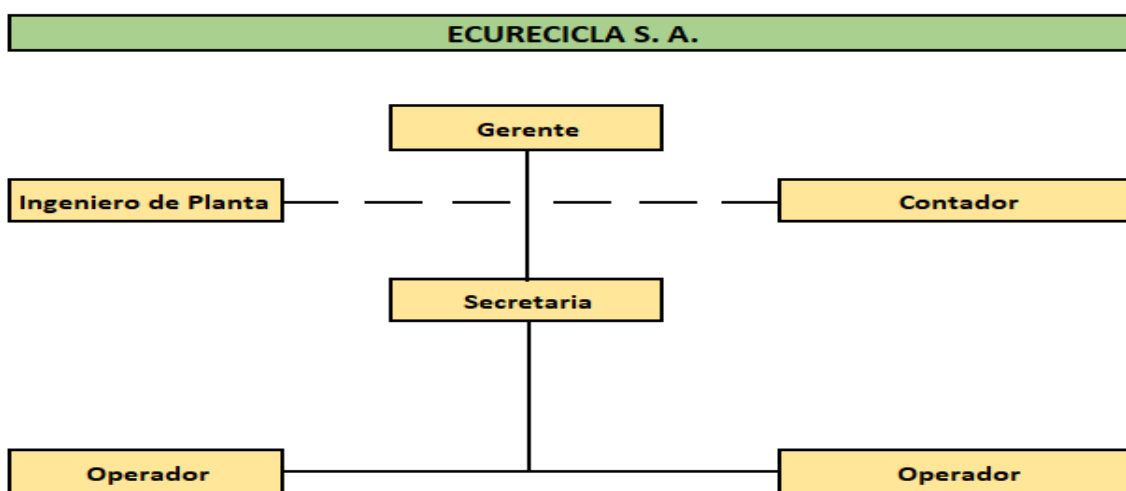 ECURECICLA S. A.
Gerente
Ingeniero de Planta
Contador
Secretaria
Operador
Operador